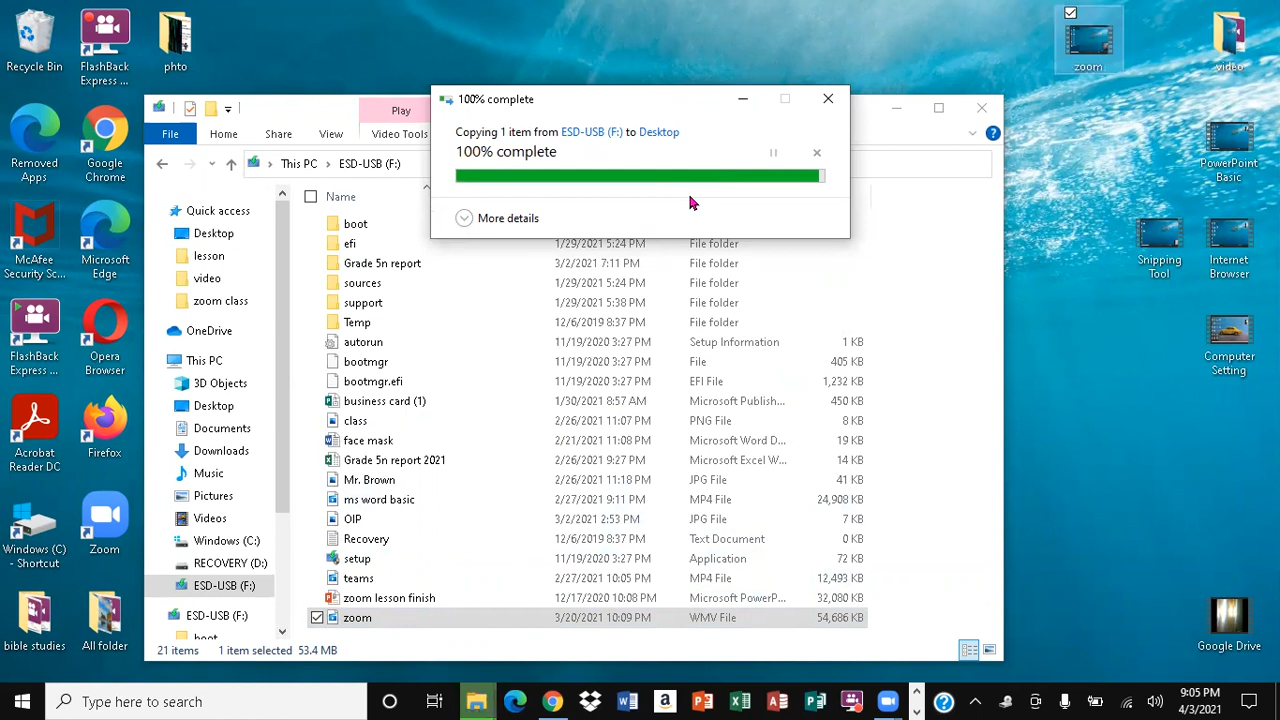 Recycle Bin
FlashBack
Express ...
phto
zoom
video
Removed
Apps
Google
Chrome
McAfee
Security Sc...
Microsoft
Edge
FlashBack
Express ...
Opera
Browser
Acrobat
Reader DC
Firefox
Windows (C)
- Shortcut
Zoom
bible studies
All folder
PowerPoint
Basic
Snipping
Tool
Internet
Browser
Computer
Setting
Google Drive
100% complete
Copying 1 item from ESD-USB (F:) to Desktop
100% complete
More details
Play
File Home Share View Video Tools
This PC > ESD-USB (F:)
Quick access
Desktop
lesson
video
zoom class
OneDrive
This PC
3D Objects
Desktop
Documents
Downloads
Music
Pictures
Videos
Windows (C:)
RECOVERY (D:)
ESD-USB (F:)
ESD-USB (F:)
boot
Name
boot
efi 1/29/2021 5:24 PM File folder
Grade 5n report 3/2/2021 7:11 PM File folder
sources 1/29/2021 5:24 PM File folder
support 1/29/2021 5:38 PM File folder
Temp 12/6/2019 8:37 PM File folder
autorun 11/19/2020 3:27 PM Setup Information 1 KB
bootmgr 11/19/2020 3:27 PM File 405 KB
bootmgr.efi 11/19/2020 3:27 PM EFI File 1,232 KB
business card (1) 1/30/2021 8:57 AM Microsoft Publish... 450 KB
class 2/26/2021 11:07 PM PNG File 8 KB
face mask 2/21/2021 11:08 PM Microsoft Word D... 19 KB
Grade 5n report 2021 2/26/2021 9:27 PM Microsoft Excel W... 14 KB
Mr. Brown 2/26/2021 11:18 PM JPG File 41 KB
ms word basic 2/27/2021 9:11 PM MP4 File 24,908 KB
OIP 3/2/2021 2:53 PM JPG File 7 KB
Recovery 12/6/2019 8:37 PM Text Document 0 KB
setup 11/19/2020 3:27 PM Application 72 KB
teams 2/27/2021 10:05 PM MP4 File 12,493 KB
zoom lesson finish 12/17/2020 10:08 PM Microsoft PowerP... 32,080 KB
zoom 3/20/2021 10:09 PM WMV File 54,686 KB
21 items 1 item selected 53.4 MB
Type here to search
9:05 PM
4/3/2021